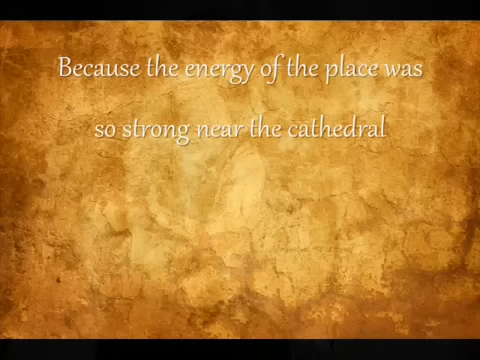 Because the energy of the place was
so strong near the cathedral